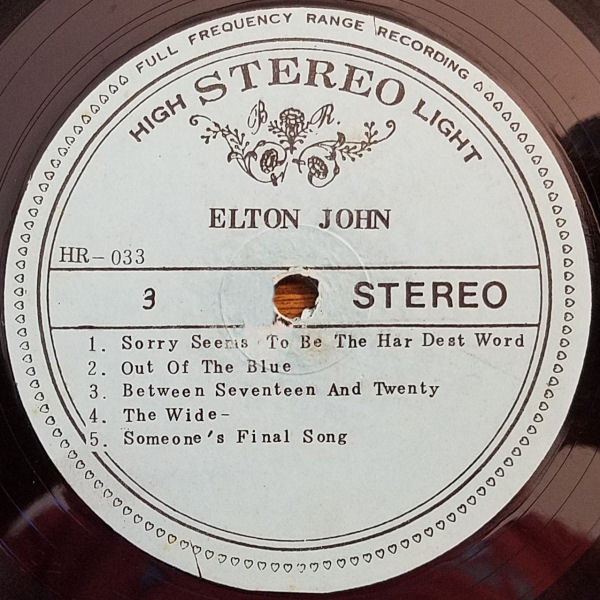 FULL FREQUENCY RANGE RECORDING
HIGH STEREO LIGHT
B R.
ELTON JOHN
HR-033
3 STEREO
1. Sorry Seems To Be The Har Dest Word
2. Out Of The Blue
3. Between Seventeen And Twenty
4. The Wide-
5. Someone's Final Song